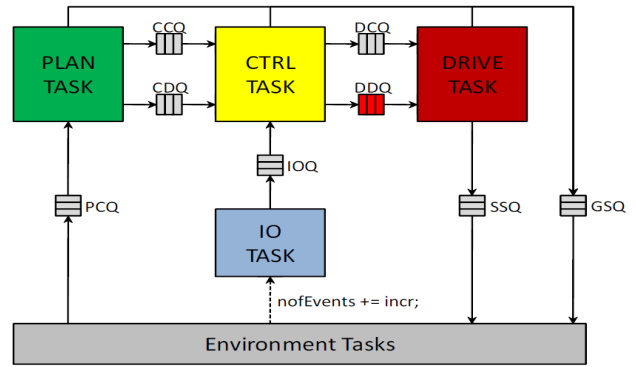 CCQ
DCQ
PLAN
TASK
CTRL
TASK
DRIVE
TASK
CDQ
DDQ
IOQ
PCQ
SSQ
GSQ
IO
TASK
nofEvents += incr;
Environment Tasks